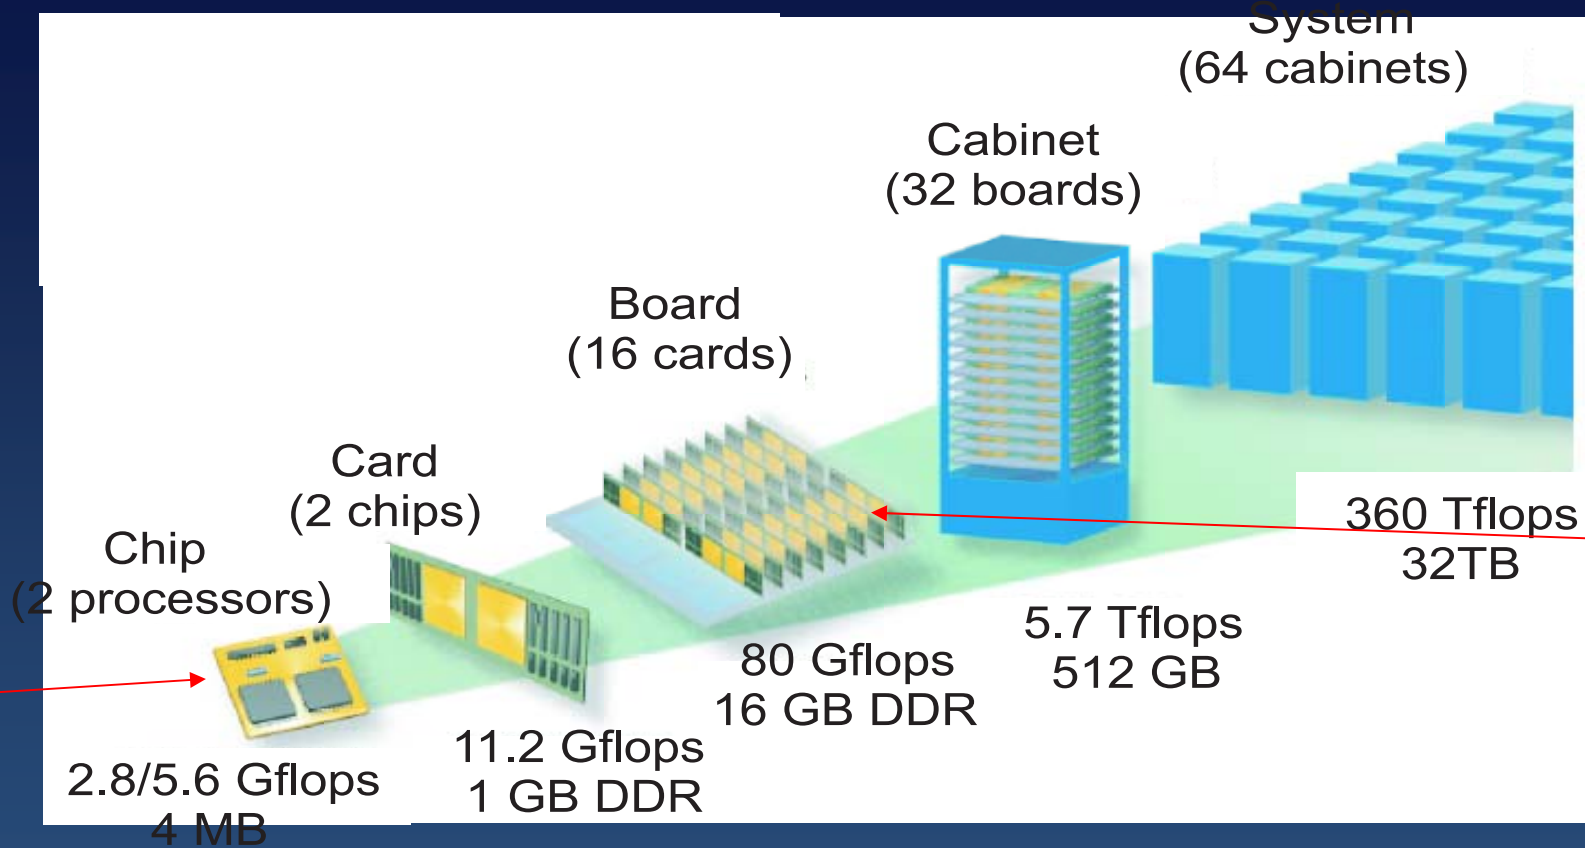 System
(64 cabinets)
Cabinet
(32 boards)
Board
(16 cards)
Card
(2 chips)
Chip
(2 processors)
360 Tflops
32TB
5.7 Tflops
512 GB
80 Gflops
16 GB DDR
11.2 Gflops
1 GB DDR
2.8/5.6 Gflops
4 MB